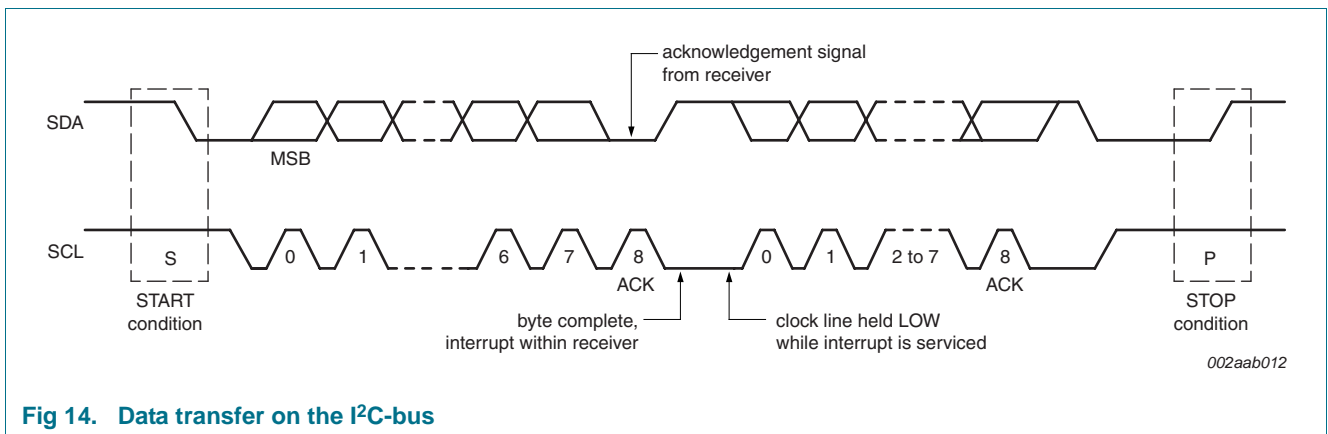 acknowledgement signal
from receiver
SDA
MSB
SCL
S
0
1
6
7
8
0
1
2 to 7
8
P
ACK
ACK
START
condition
byte complete,
interrupt within receiver
clock line held LOW
while interrupt is serviced
STOP
condition
002aab012
Fig 14. Data transfer on the I²C-bus